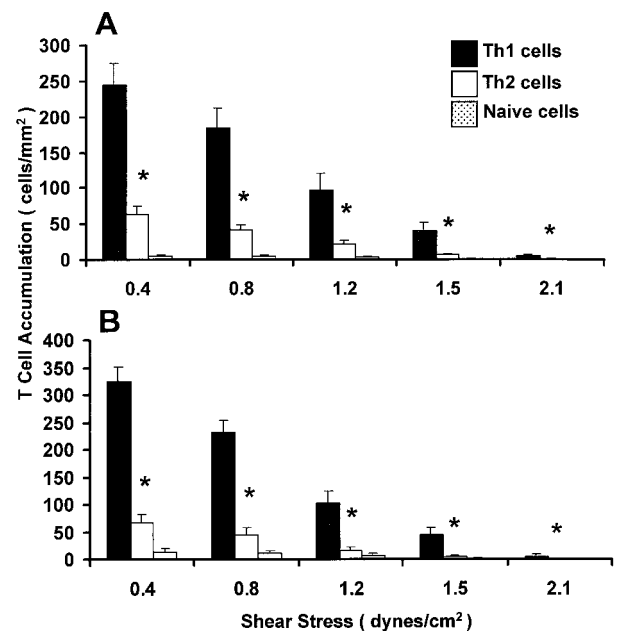 A
Th1 cells
Th2 cells
Naive cells
T Cell Accumulation ( cells/mm²)
300
250
200
150
100
50
0
* * * * *
0.4 0.8 1.2 1.5 2.1
B
400
350
300
250
200
150
100
50
0
* * * * *
0.4 0.8 1.2 1.5 2.1
Shear Stress ( dynes/cm²)